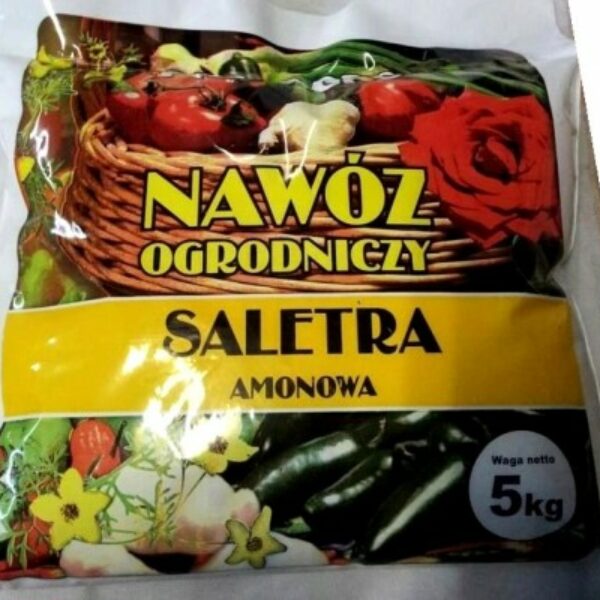 NAWÓZ
OGRODNICZY
SALETRA
AMONOWA
Waga netto
5kg